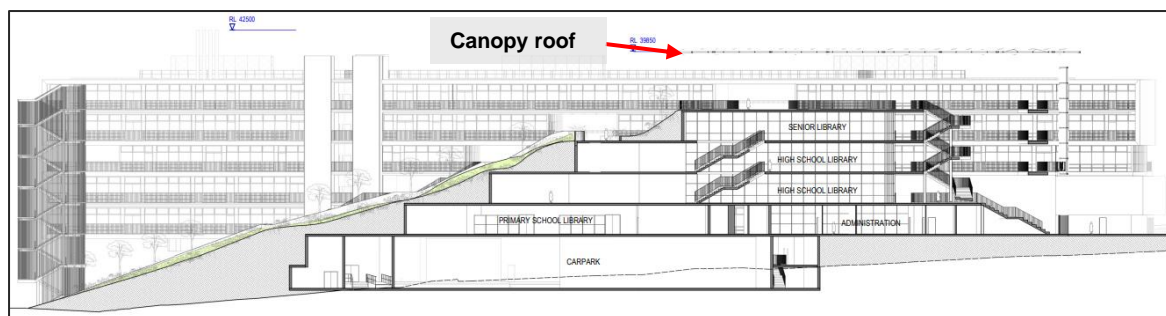 RL 42500
Canopy roof
RL 39850
SENIOR LIBRARY
HIGH SCHOOL LIBRARY
HIGH SCHOOL LIBRARY
PRIMARY SCHOOL LIBRARY
ADMINISTRATION
CARPARK